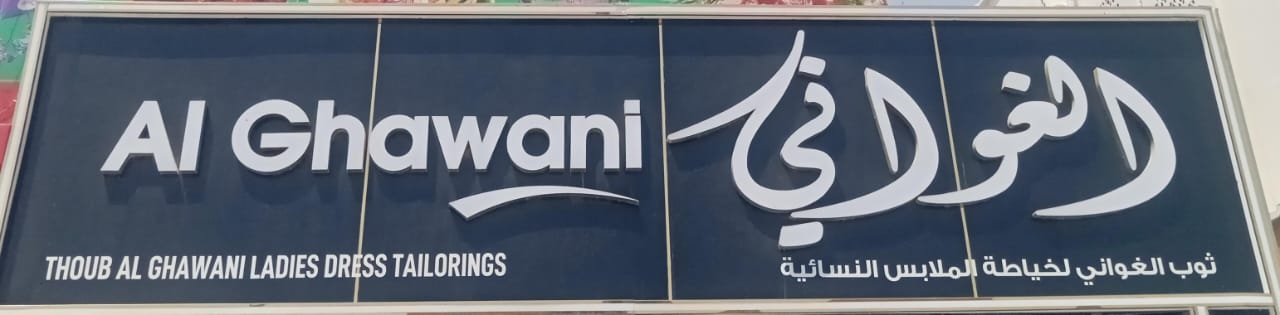 Al Ghawani
الغواني
THOUB AL GHAWANI LADIES DRESS TAILORINGS
ثوب الغواني لخياطة الملابس النسائية